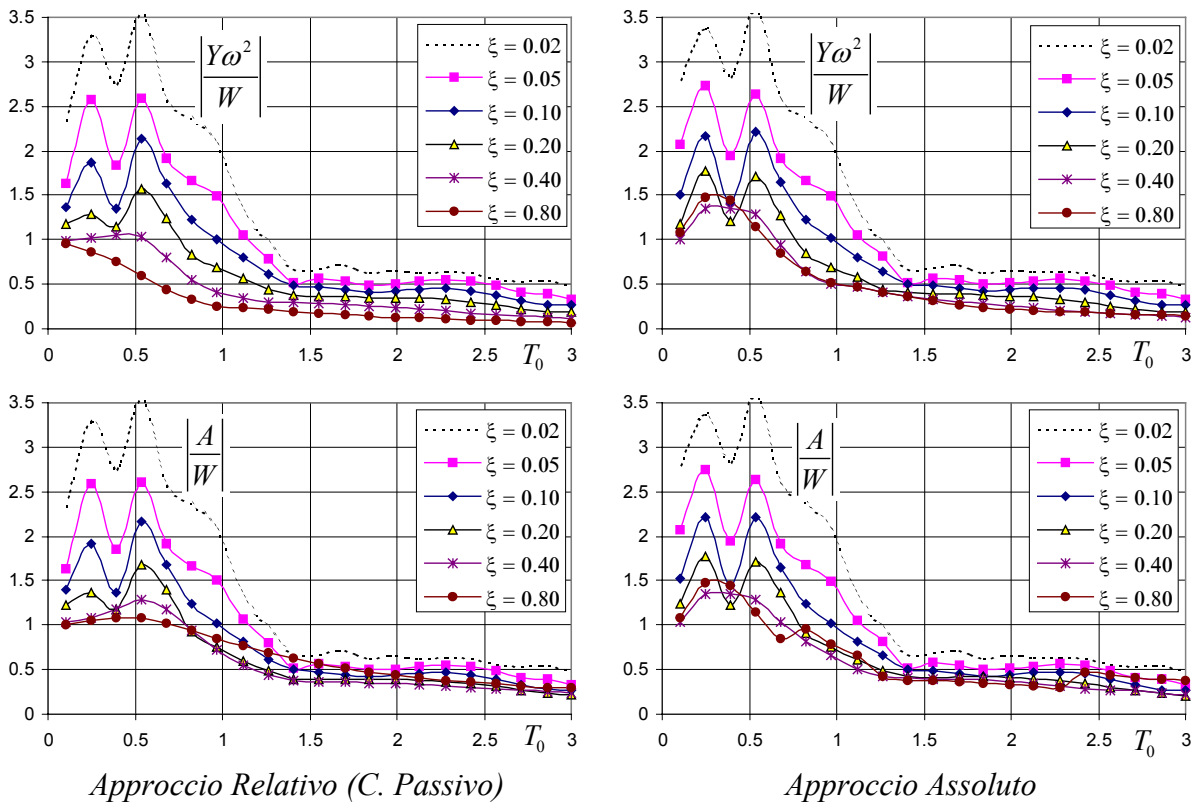 3.5
3
2.5
2
1.5
1
0.5
0
0 0.5 1 1.5 2 2.5 3
T₀
|Yω²/W|
ξ = 0.02
ξ = 0.05
ξ = 0.10
ξ = 0.20
ξ = 0.40
ξ = 0.80
3.5
3
2.5
2
1.5
1
0.5
0
0 0.5 1 1.5 2 2.5 3
T₀
|Yω²/W|
ξ = 0.02
ξ = 0.05
ξ = 0.10
ξ = 0.20
ξ = 0.40
ξ = 0.80
3.5
3
2.5
2
1.5
1
0.5
0
0 0.5 1 1.5 2 2.5 3
T₀
|A/W|
ξ = 0.02
ξ = 0.05
ξ = 0.10
ξ = 0.20
ξ = 0.40
ξ = 0.80
Approccio Relativo (C. Passivo)
3.5
3
2.5
2
1.5
1
0.5
0
0 0.5 1 1.5 2 2.5 3
T₀
|A/W|
ξ = 0.02
ξ = 0.05
ξ = 0.10
ξ = 0.20
ξ = 0.40
ξ = 0.80
Approccio Assoluto